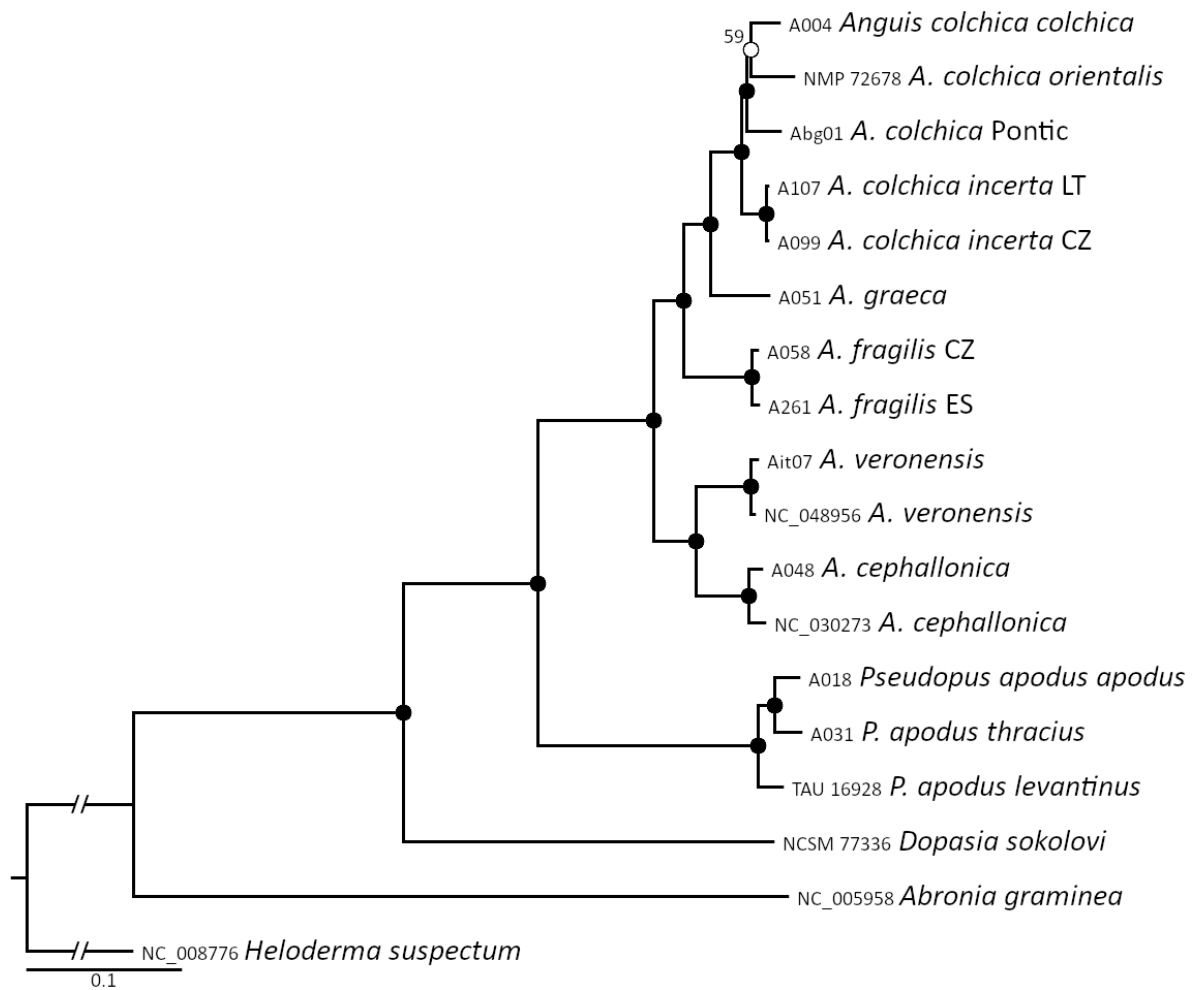 59
A004 Anguis colchica colchica
NMP 72678 A. colchica orientalis
Abg01 A. colchica Pontic
A107 A. colchica incerta LT
A099 A. colchica incerta CZ
A051 A. graeca
A058 A. fragilis CZ
A261 A. fragilis ES
Ait07 A. veronensis
NC_048956 A. veronensis
A048 A. cephallonica
NC_030273 A. cephallonica
A018 Pseudopus apodus apodus
A031 P. apodus thracius
TAU 16928 P. apodus levantinus
NCSM 77336 Dopasia sokolovi
NC_005958 Abronia graminea
NC_008776 Heloderma suspectum
0.1